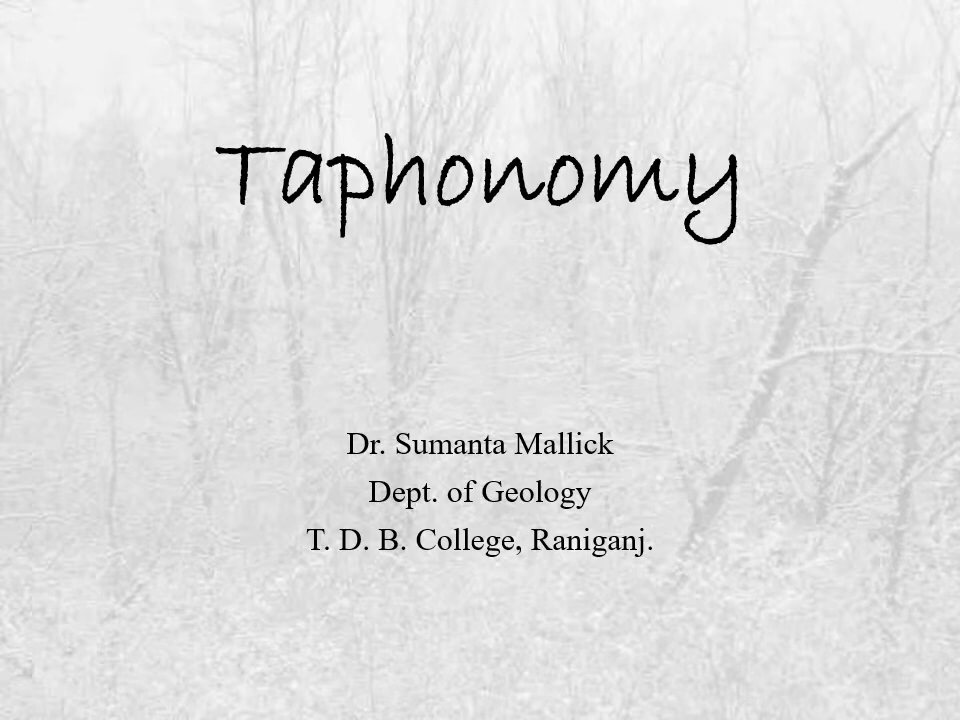 Taphonomy
Dr. Sumanta Mallick
Dept. of Geology
T. D. B. College, Raniganj.